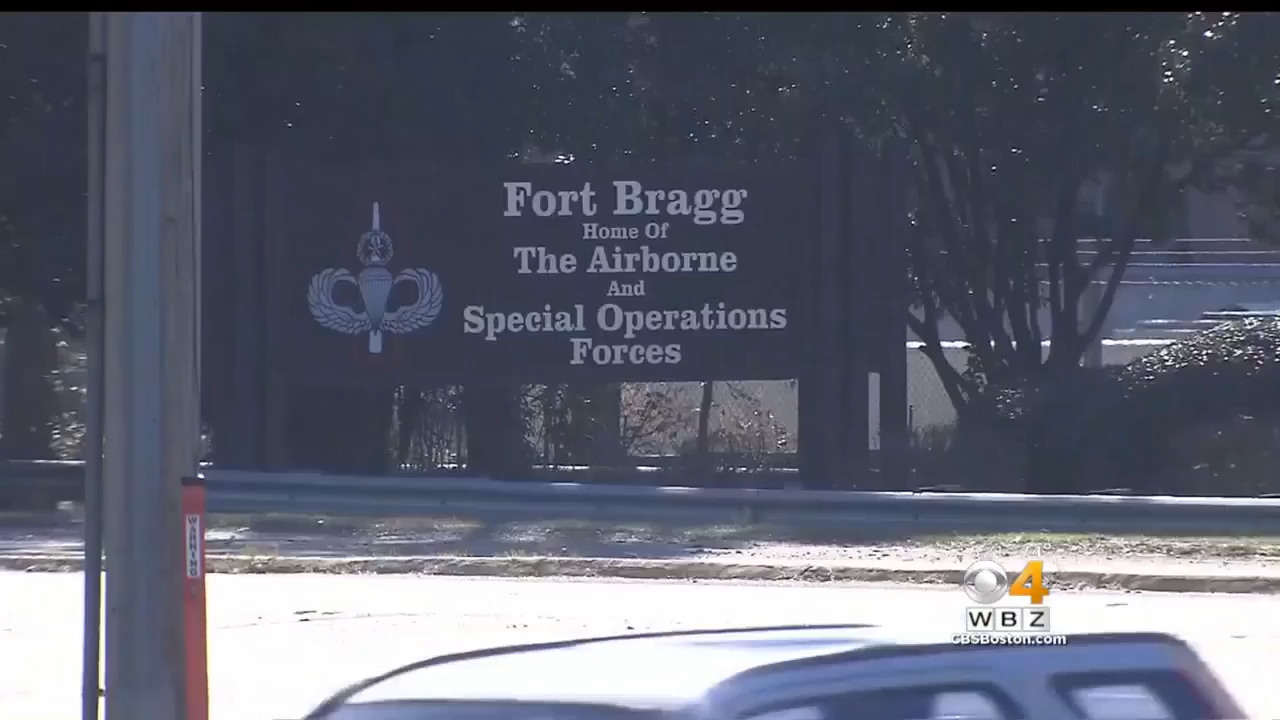 Fort Bragg
Home Of
The Airborne
And
Special Operations
Forces
WARNING
4
WBZ
CBSBoston.com